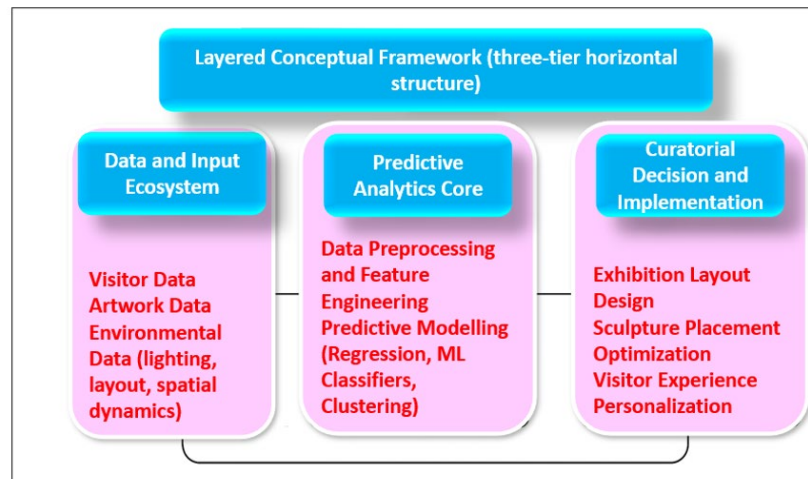 Layered Conceptual Framework (three-tier horizontal
structure)
Data and Input
Ecosystem
Visitor Data
Artwork Data
Environmental
Data (lighting,
layout, spatial
dynamics)
Predictive
Analytics Core
Data Preprocessing
and Feature
Engineering
Predictive Modelling
(Regression, ML
Classifiers,
Clustering)
Curatorial
Decision and
Implementation
Exhibition Layout
Design
Sculpture Placement
Optimization
Visitor Experience
Personalization